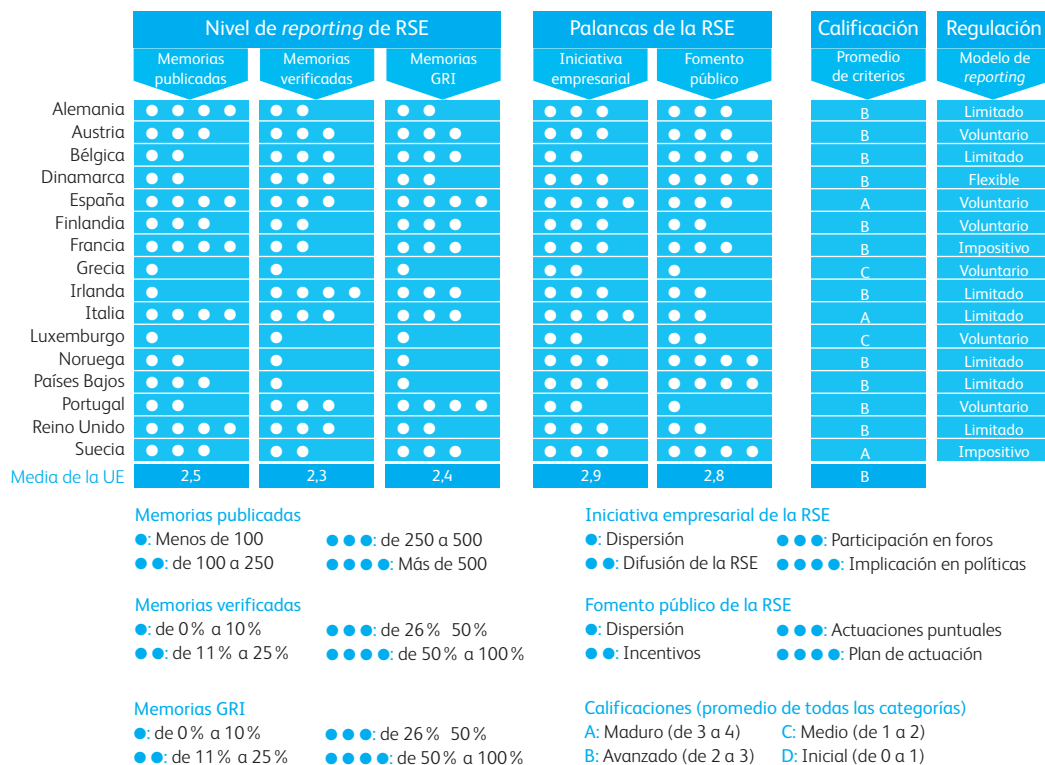 Nivel de reporting de RSE Palancas de la RSE Calificación Regulación
Memorias publicadas Memorias verificadas Memorias GRI Iniciativa empresarial Fomento público Promedio de criterios Modelo de reporting
Alemania ● ● ● ● ● ● ● ● ● ● ● ● ● ● B Limitado
Austria ● ● ● ● ● ● ● ● ● ● ● ● ● ● ● B Voluntario
Bélgica ● ● ● ● ● ● ● ● ● ● ● ● ● ● B Limitado
Dinamarca ● ● ● ● ● ● ● ● ● ● ● ● ● ● B Flexible
España ● ● ● ● ● ● ● ● ● ● ● ● ● ● ● ● ● ● A Voluntario
Finlandia ● ● ● ● ● ● ● ● ● ● ● ● ● B Voluntario
Francia ● ● ● ● ● ● ● ● ● ● ● ● ● ● ● B Impositivo
Grecia ● ● ● ● ● ● C Voluntario
Irlanda ● ● ● ● ● ● ● ● ● ● ● ● ● B Limitado
Italia ● ● ● ● ● ● ● ● ● ● ● ● ● ● ● ● A Limitado
Luxemburgo ● ● ● ● ● ● ● C Voluntario
Noruega ● ● ● ● ● ● ● ● ● ● ● B Limitado
Países Bajos ● ● ● ● ● ● ● ● ● ● ● ● B Limitado
Portugal ● ● ● ● ● ● ● ● ● ● ● ● B Voluntario
Reino Unido ● ● ● ● ● ● ● ● ● ● ● ● ● ● B Limitado
Suecia ● ● ● ● ● ● ● ● ● ● ● ● ● ● ● A Impositivo
Media de la UE 2,5 2,3 2,4 2,9 2,8 B
Memorias publicadas
●: Menos de 100 ● ● ●: de 250 a 500
● ●: de 100 a 250 ● ● ● ●: Más de 500
Memorias verificadas
●: de 0% a 10% ● ● ●: de 26% 50%
● ●: de 11% a 25% ● ● ● ●: de 50% a 100%
Memorias GRI
●: de 0% a 10% ● ● ●: de 26% 50%
● ●: de 11% a 25% ● ● ● ●: de 50% a 100%
Iniciativa empresarial de la RSE
●: Dispersión ● ● ●: Participación en foros
● ●: Difusión de la RSE ● ● ● ●: Implicación en políticas
Fomento público de la RSE
●: Dispersión ● ● ●: Actuaciones puntuales
● ●: Incentivos ● ● ● ●: Plan de actuación
Calificaciones (promedio de todas las categorías)
A: Maduro (de 3 a 4) C: Medio (de 1 a 2)
B: Avanzado (de 2 a 3) D: Inicial (de 0 a 1)